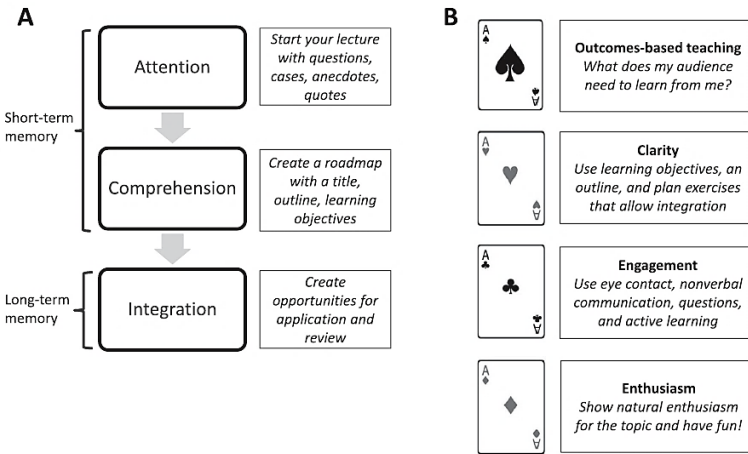 A
Short-term
memory
Attention
Start your lecture
with questions,
cases, anecdotes,
quotes
Comprehension
Create a roadmap
with a title,
outline, learning
objectives
Long-term
memory
Integration
Create
opportunities for
application and
review
B
A
A
Outcomes-based teaching
What does my audience
need to learn from me?
A
A
Clarity
Use learning objectives, an
outline, and plan exercises
that allow integration
A
A
Engagement
Use eye contact, nonverbal
communication, questions,
and active learning
A
A
Enthusiasm
Show natural enthusiasm
for the topic and have fun!